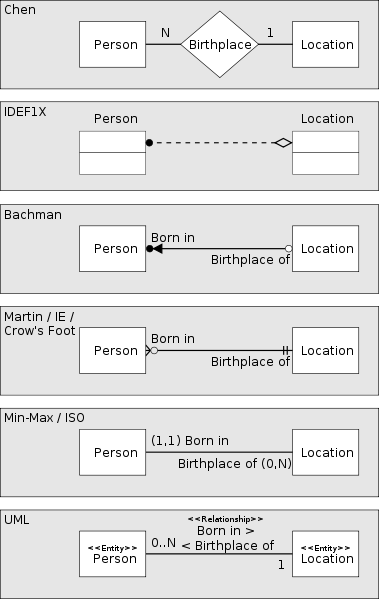 Chen
Person
N
Birthplace
1
Location
IDEF1X
Person
Location
Bachman
Person
Born in
Birthplace of
Location
Martin / IE /
Crow's Foot
Person
Born in
Birthplace of
Location
Min-Max / ISO
Person
(1,1) Born in
Birthplace of (0,N)
Location
UML
<<Entity>>
Person
<<Relationship>>
Born in >
0..N
< Birthplace of
1
<<Entity>>
Location